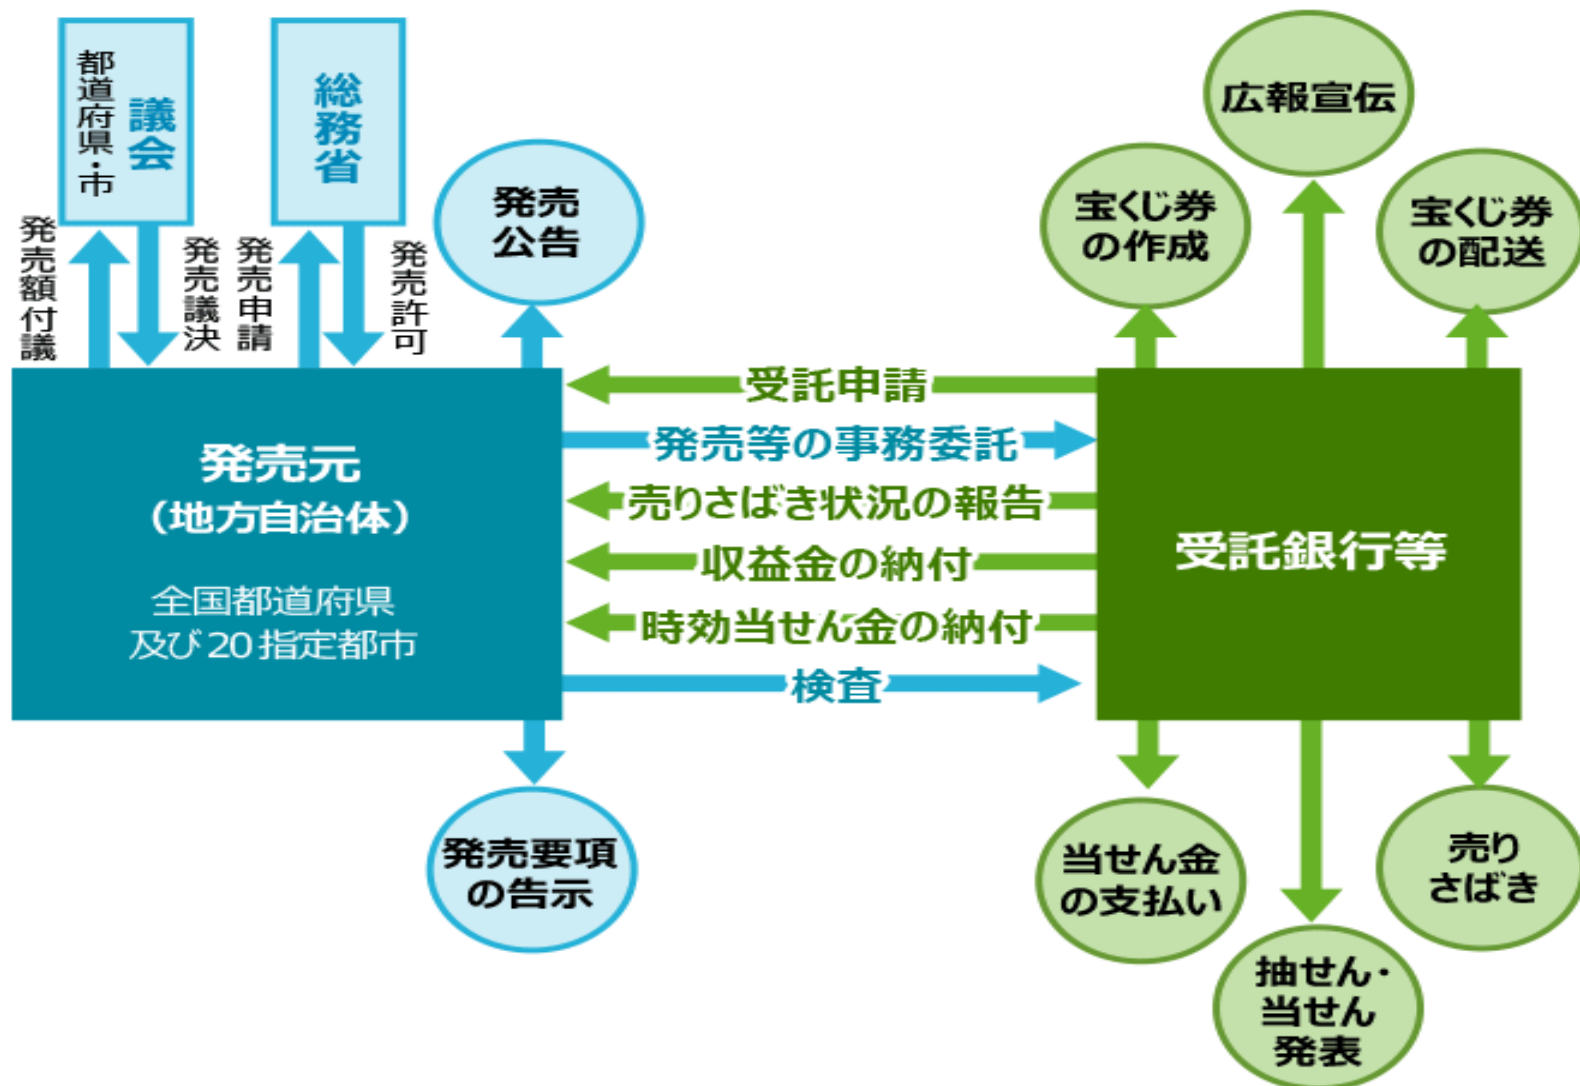 都道府県・市
議会
総務省
発売額付議
発売議決
発売申請
発売許可
発売
公告
広報宣伝
宝くじ券
の作成
宝くじ券
の配送
発売元
（地方自治体）
全国都道府県
及び20指定都市
受託申請
発売等の事務委託
売りさばき状況の報告
収益金の納付
時効当せん金の納付
検査
受託銀行等
発売要項
の告示
当せん金
の支払い
抽せん・
当せん
発表
売り
さばき